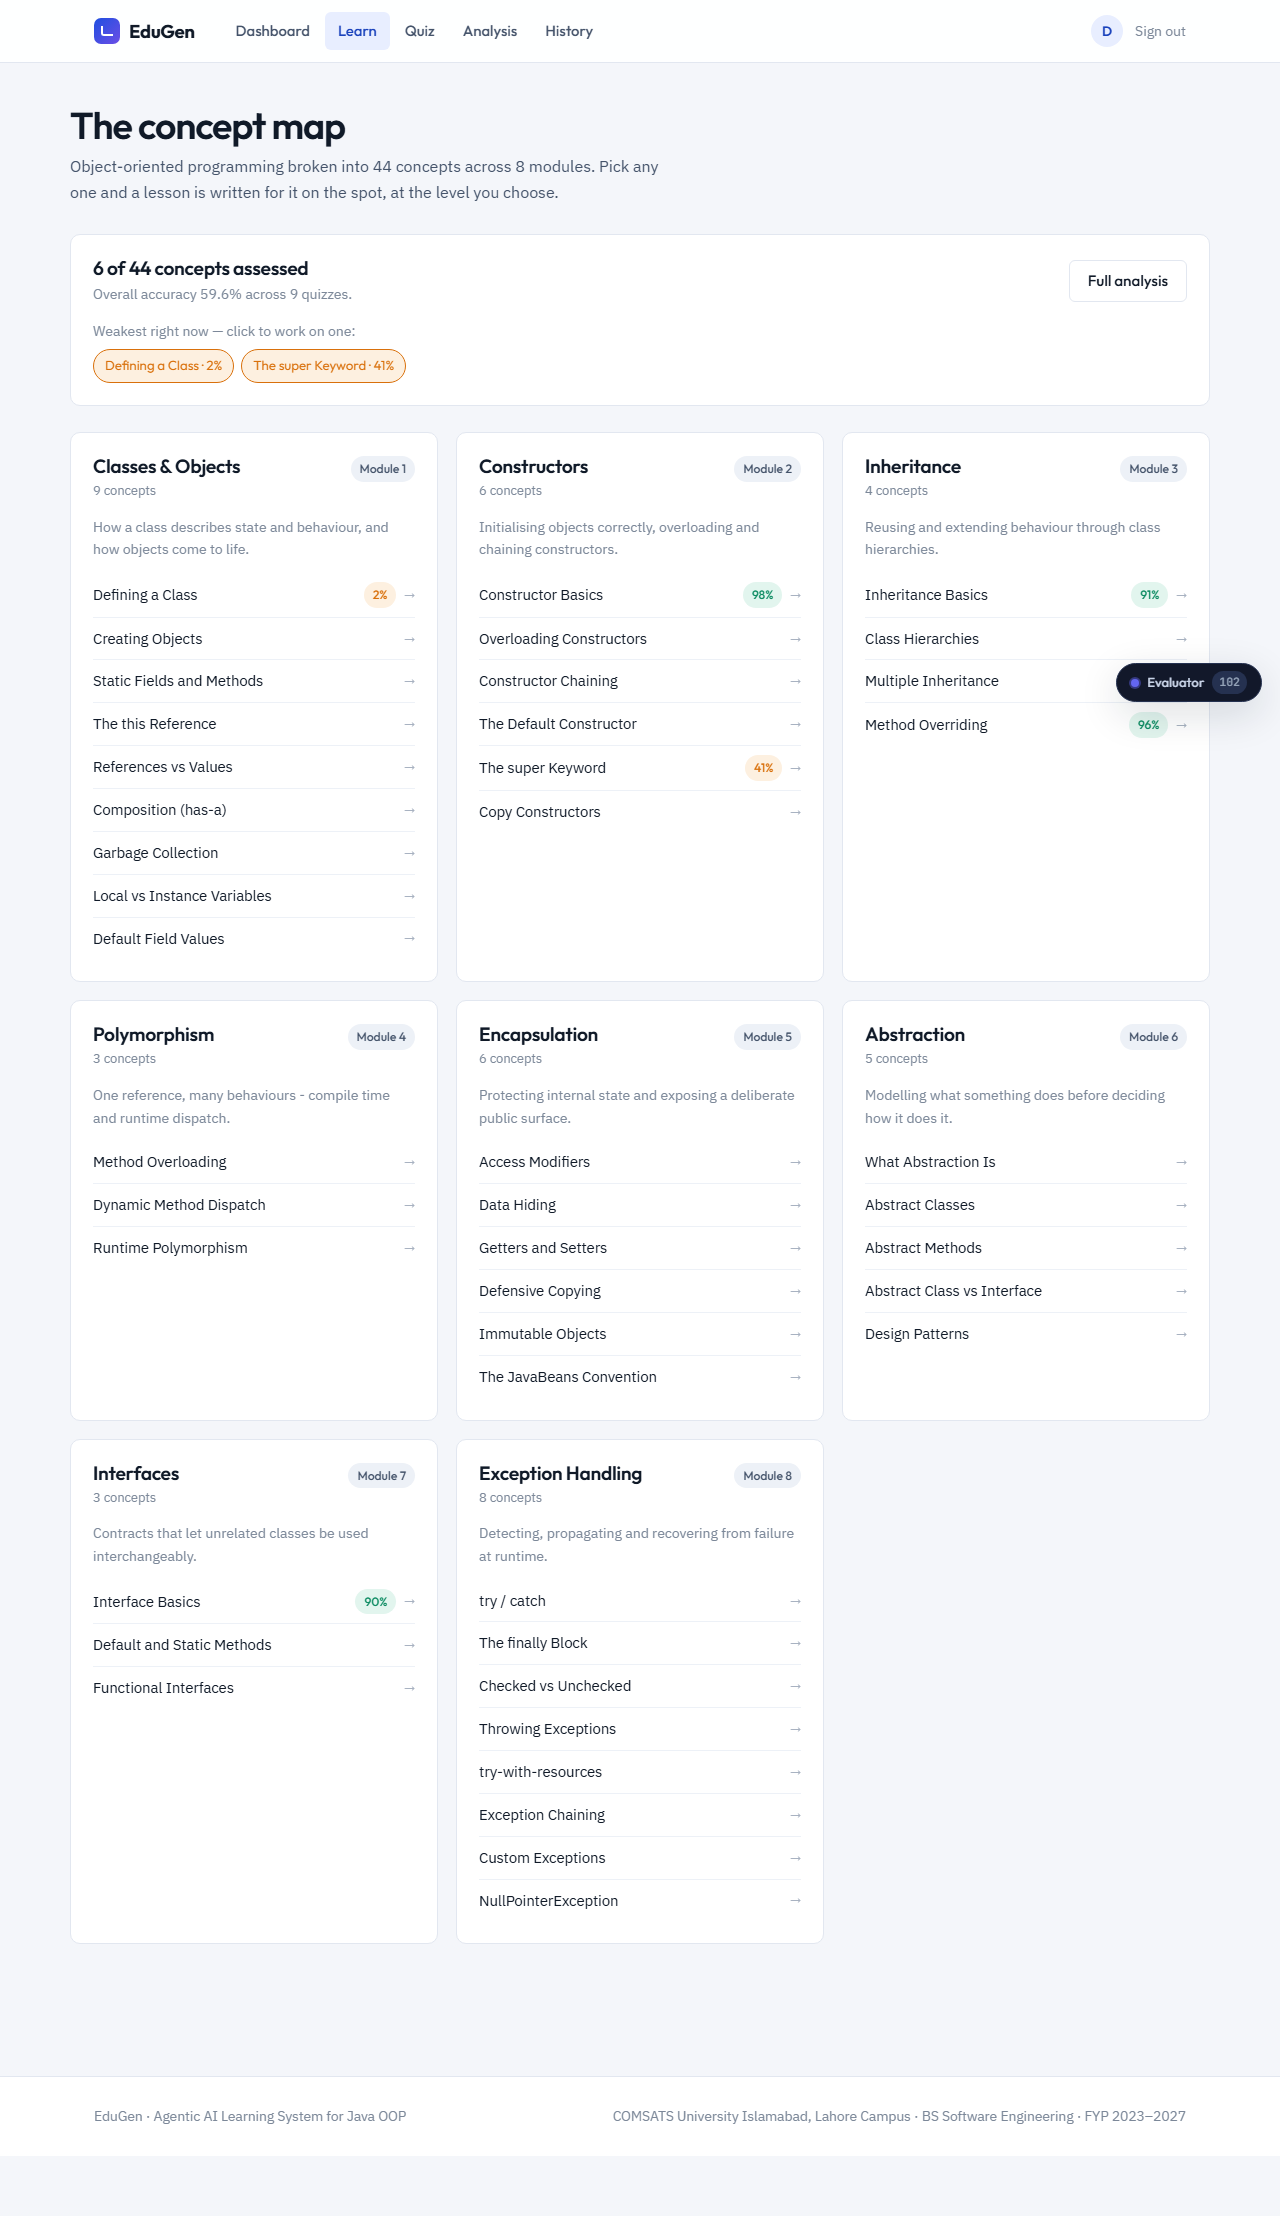 EduGen
Dashboard
Learn
Quiz
Analysis
History
D
Sign out
The concept map
Object-oriented programming broken into 44 concepts across 8 modules. Pick any
one and a lesson is written for it on the spot, at the level you choose.
6 of 44 concepts assessed
Overall accuracy 59.6% across 9 quizzes.
Full analysis
Weakest right now — click to work on one:
Defining a Class · 2%
The super Keyword · 41%
Classes & Objects
Module 1
9 concepts
How a class describes state and behaviour, and
how objects come to life.
Defining a Class 2% →
Creating Objects →
Static Fields and Methods →
The this Reference →
References vs Values →
Composition (has-a) →
Garbage Collection →
Local vs Instance Variables →
Default Field Values →
Constructors
Module 2
6 concepts
Initialising objects correctly, overloading and
chaining constructors.
Constructor Basics 98% →
Overloading Constructors →
Constructor Chaining →
The Default Constructor →
The super Keyword 41% →
Copy Constructors →
Inheritance
Module 3
4 concepts
Reusing and extending behaviour through class
hierarchies.
Inheritance Basics 91% →
Class Hierarchies →
Multiple Inheritance
Evaluator 102
Method Overriding 96% →
Polymorphism
Module 4
3 concepts
One reference, many behaviours - compile time
and runtime dispatch.
Method Overloading →
Dynamic Method Dispatch →
Runtime Polymorphism →
Encapsulation
Module 5
6 concepts
Protecting internal state and exposing a deliberate
public surface.
Access Modifiers →
Data Hiding →
Getters and Setters →
Defensive Copying →
Immutable Objects →
The JavaBeans Convention →
Abstraction
Module 6
5 concepts
Modelling what something does before deciding
how it does it.
What Abstraction Is →
Abstract Classes →
Abstract Methods →
Abstract Class vs Interface →
Design Patterns →
Interfaces
Module 7
3 concepts
Contracts that let unrelated classes be used
interchangeably.
Interface Basics 90% →
Default and Static Methods →
Functional Interfaces →
Exception Handling
Module 8
8 concepts
Detecting, propagating and recovering from failure
at runtime.
try / catch →
The finally Block →
Checked vs Unchecked →
Throwing Exceptions →
try-with-resources →
Exception Chaining →
Custom Exceptions →
NullPointerException →
EduGen · Agentic AI Learning System for Java OOP
COMSATS University Islamabad, Lahore Campus · BS Software Engineering · FYP 2023–2027